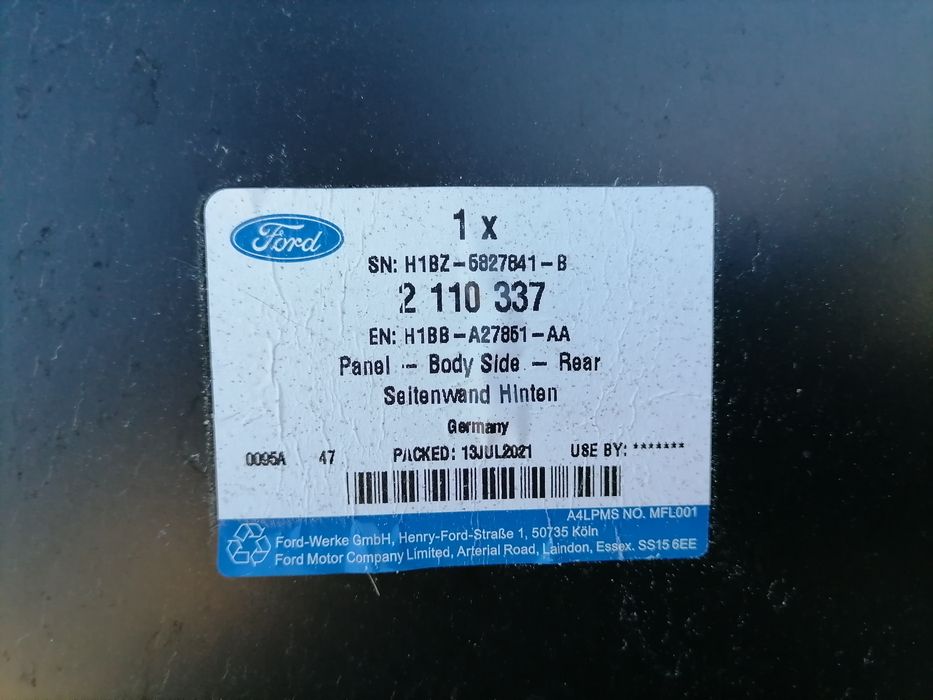 Ford
1 x
SN: H1BZ-5827841-B
2 110 337
EN: H1BB-A27851-AA
Panel - Body Side - Rear
Seitenwand Hinten
Germany
0095A 47 PACKED: 13JUL2021 USE BY: *******
A4LPMS NO. MFL001
Ford-Werke GmbH, Henry-Ford-Straße 1, 50735 Köln
Ford Motor Company Limited, Arterial Road, Laindon, Essex. SS15 6EE